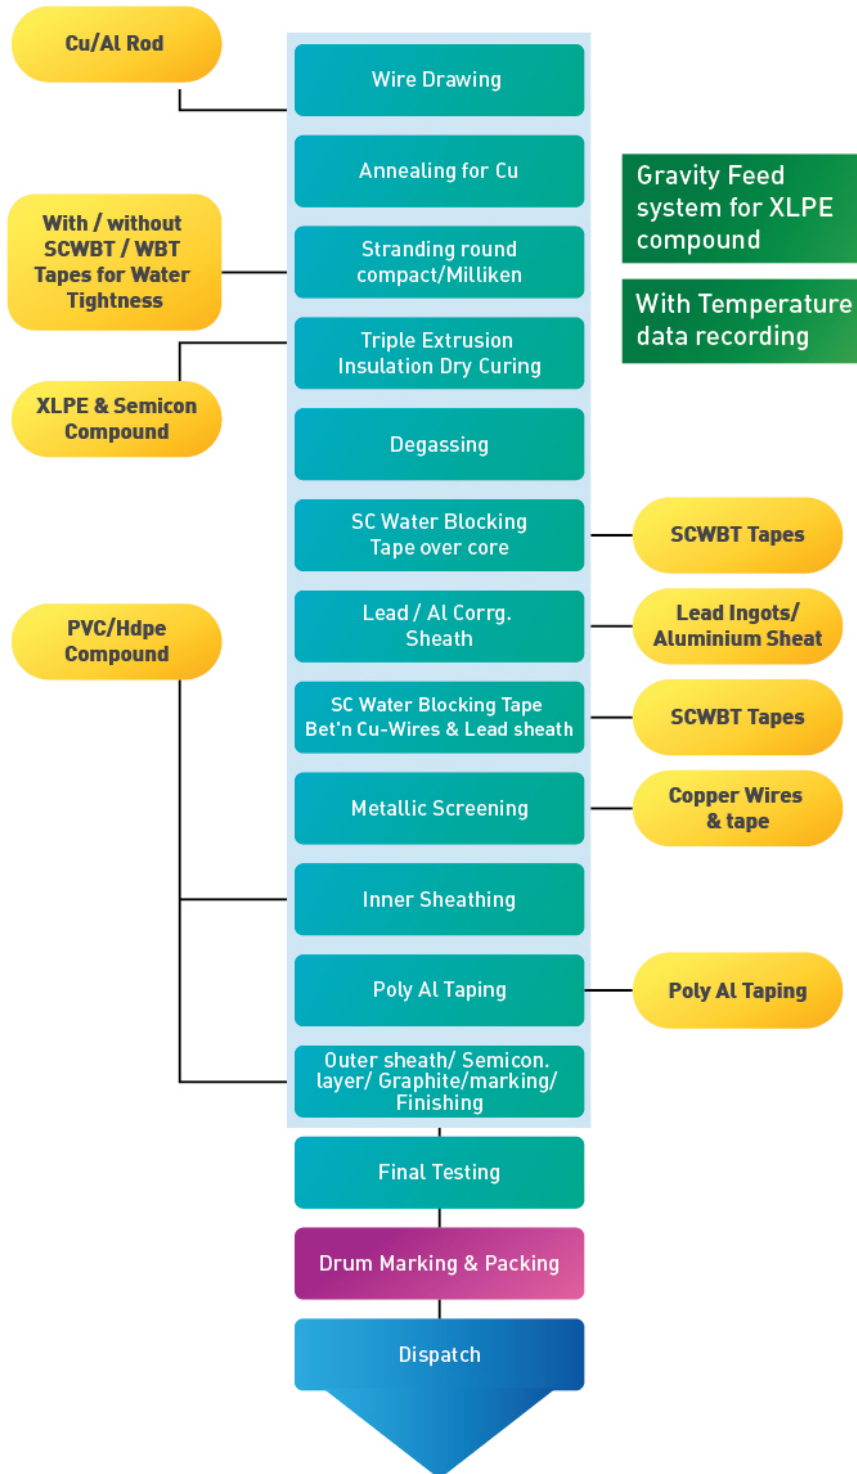 Cu/Al Rod
Wire Drawing
Annealing for Cu
Gravity Feed
system for XLPE
compound
With / without
SCWBT / WBT
Tapes for Water
Tightness
Stranding round
compact/Milliken
With Temperature
data recording
Triple Extrusion
Insulation Dry Curing
XLPE & Semicon
Compound
Degassing
SC Water Blocking
Tape over core
SCWBT Tapes
PVC/Hdpe
Compound
Lead / Al Corrg.
Sheath
Lead Ingots/
Aluminium Sheat
SC Water Blocking Tape
Bet'n Cu-Wires & Lead sheath
SCWBT Tapes
Metallic Screening
Copper Wires
& tape
Inner Sheathing
Poly Al Taping
Poly Al Taping
Outer sheath/ Semicon.
layer/ Graphite/marking/
Finishing
Final Testing
Drum Marking & Packing
Dispatch